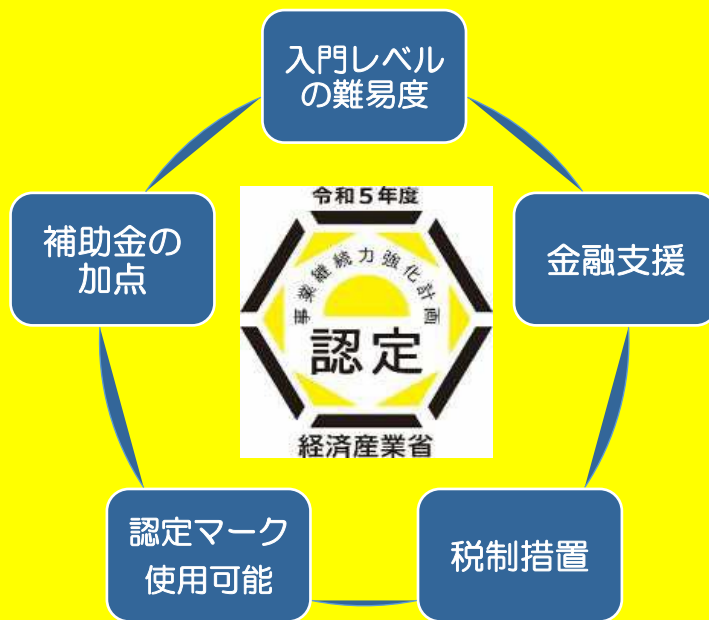 入門レベル
の難易度
補助金の
加点
金融支援
令和5年度
事業継続力強化計画
認定
経済産業省
認定マーク
使用可能
税制措置